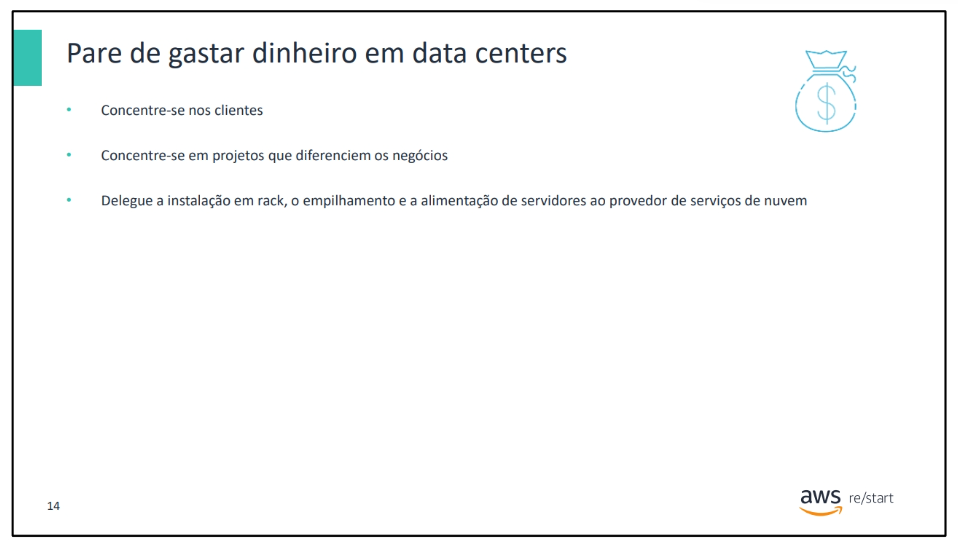 Pare de gastar dinheiro em data centers
• Concentre-se nos clientes
• Concentre-se em projetos que diferenciem os negócios
• Delegue a instalação em rack, o empilhamento e a alimentação de servidores ao provedor de serviços de nuvem
$
14
aws re/start